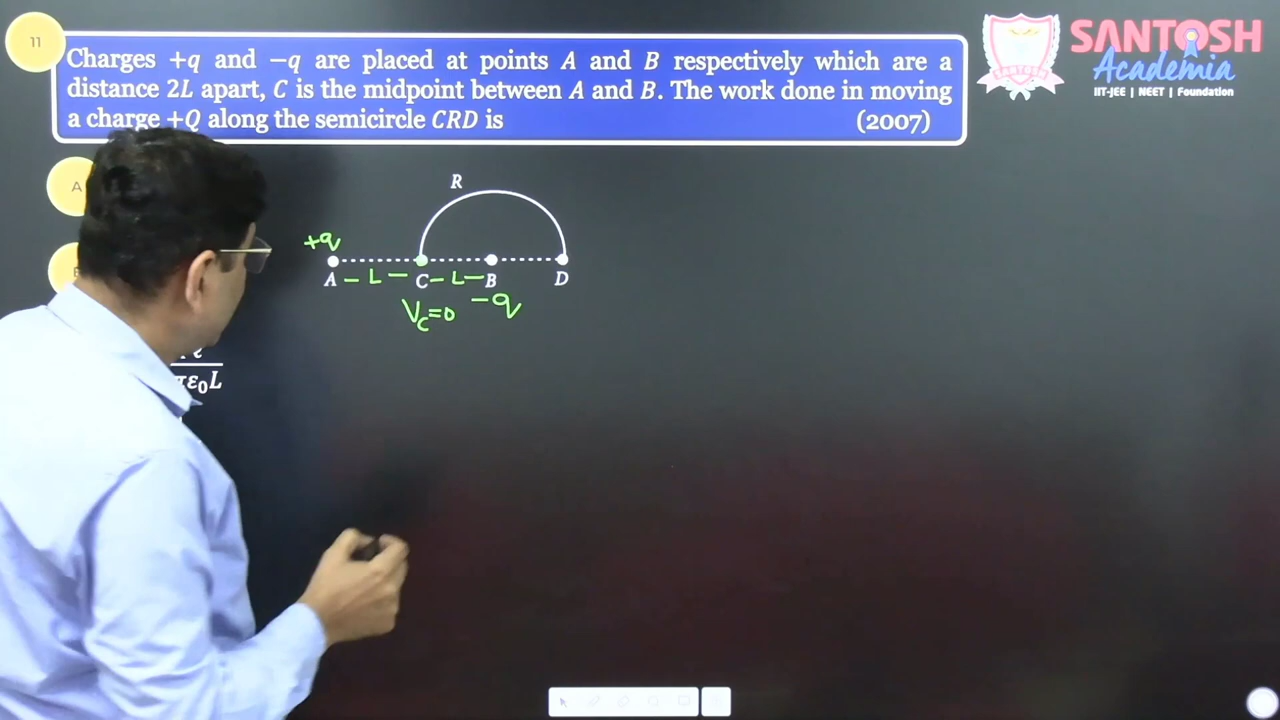 11
Charges +q and −q are placed at points A and B respectively which are a
distance 2L apart, C is the midpoint between A and B. The work done in moving
a charge +Q along the semicircle CRD is (2007)
SANTOSH
Academia
IIT-JEE | NEET | Foundation
SANTOSH
A
R
+q
A – L – C – L – B D
V_C=0 −q
ε₀L